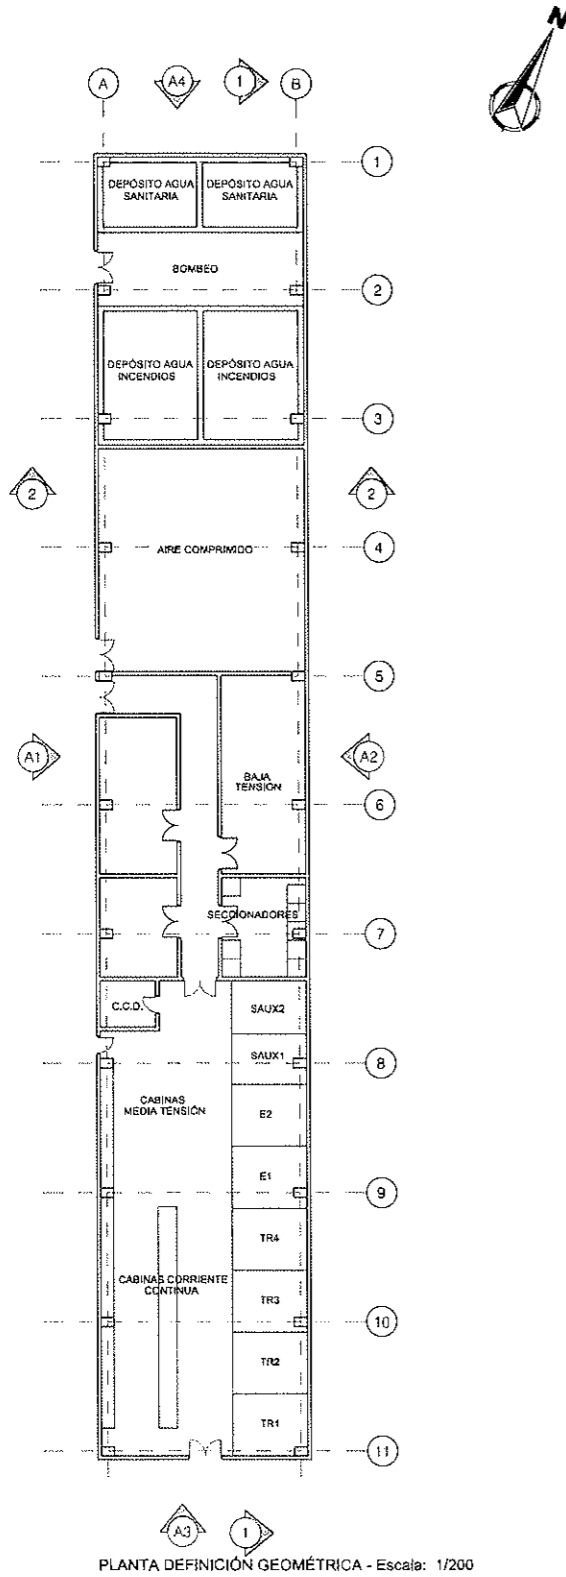 N
A
A4
1
B
1
DEPÓSITO AGUA
SANITARIA
DEPÓSITO AGUA
SANITARIA
BOMBEO
2
DEPÓSITO AGUA
INCENDIOS
DEPÓSITO AGUA
INCENDIOS
3
2
2
AIRE COMPRIMIDO
4
5
A1
A2
BAJA
TENSIÓN
6
SECCIONADORES
7
C.C.D.
SAUX2
SAUX1
8
CABINAS
MEDIA TENSIÓN
E2
E1
9
TR4
CABINAS CORRIENTE
CONTINUA
TR3
10
TR2
TR1
11
A3
1
PLANTA DEFINICIÓN GEOMÉTRICA - Escala: 1/200